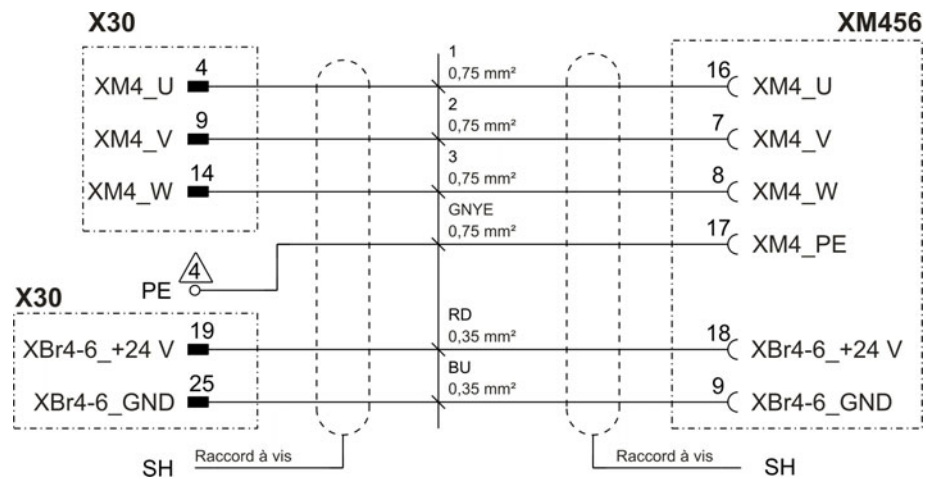 X30
XM456
1
XM4_U 4
0,75 mm²
16 XM4_U
2
XM4_V 9
0,75 mm²
7 XM4_V
3
XM4_W 14
0,75 mm²
8 XM4_W
GNYE
0,75 mm²
17 XM4_PE
4
PE
X30
RD
XBr4-6_+24 V 19
0,35 mm²
18 XBr4-6_+24 V
BU
XBr4-6_GND 25
0,35 mm²
9 XBr4-6_GND
SH Raccord à vis
Raccord à vis SH